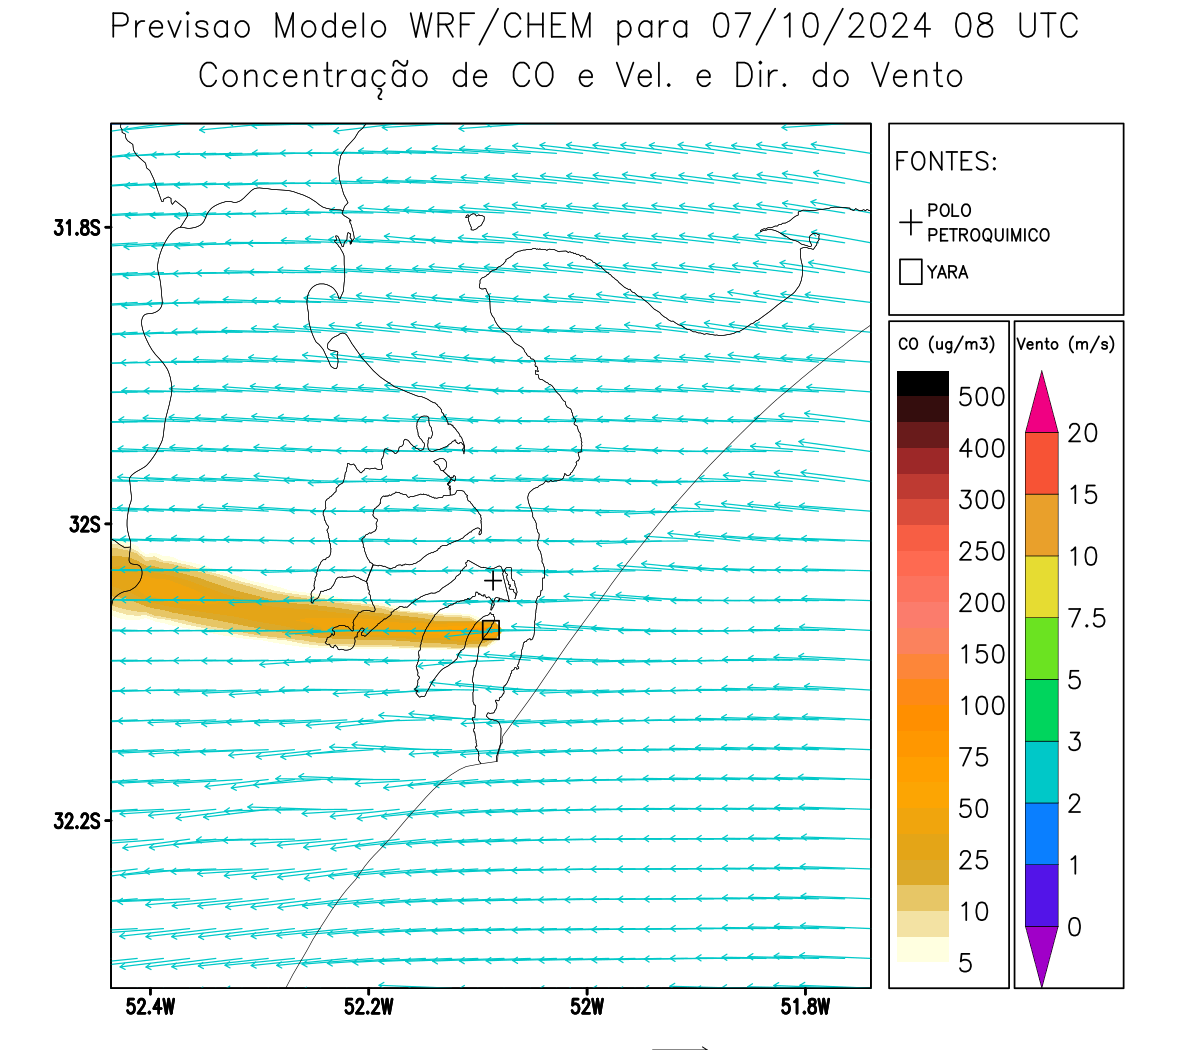 Previsao Modelo WRF/CHEM para 07/10/2024 08 UTC
Concentração de CO e Vel. e Dir. do Vento
FONTES:
POLO
PETROQUIMICO
YARA
31.8S
32S
32.2S
52.4W
52.2W
52W
51.8W
CO (ug/m3)
500
400
300
250
200
150
100
75
50
25
10
5
Vento (m/s)
20
15
10
7.5
5
3
2
1
0